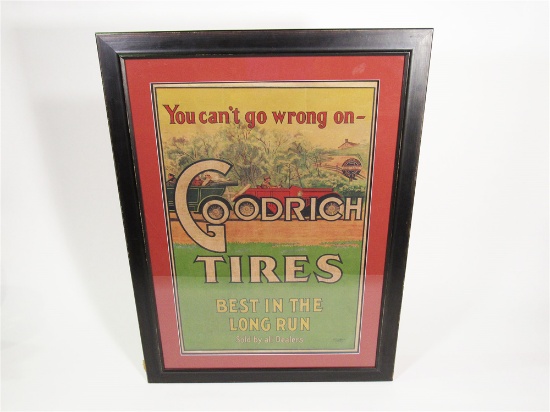 You can't go wrong on-
GOODRICH
TIRES
BEST IN THE
LONG RUN
Sold by all Dealers